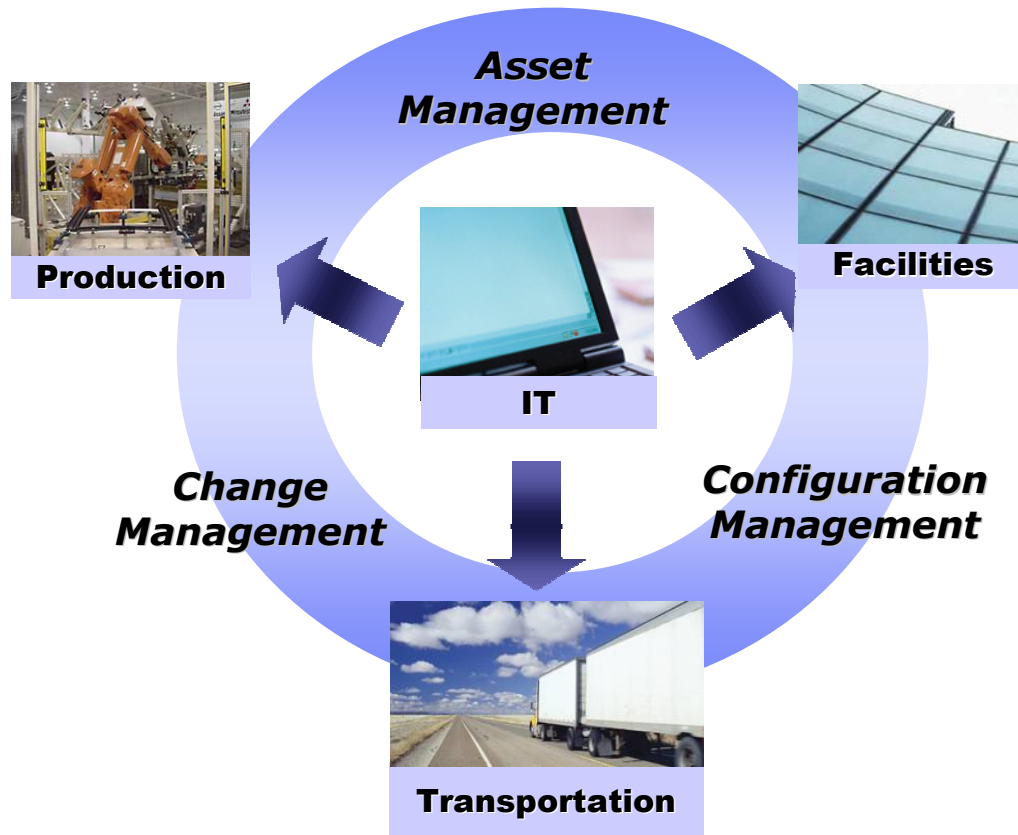 Asset
Management
Production
Facilities
IT
Change
Management
Configuration
Management
Transportation